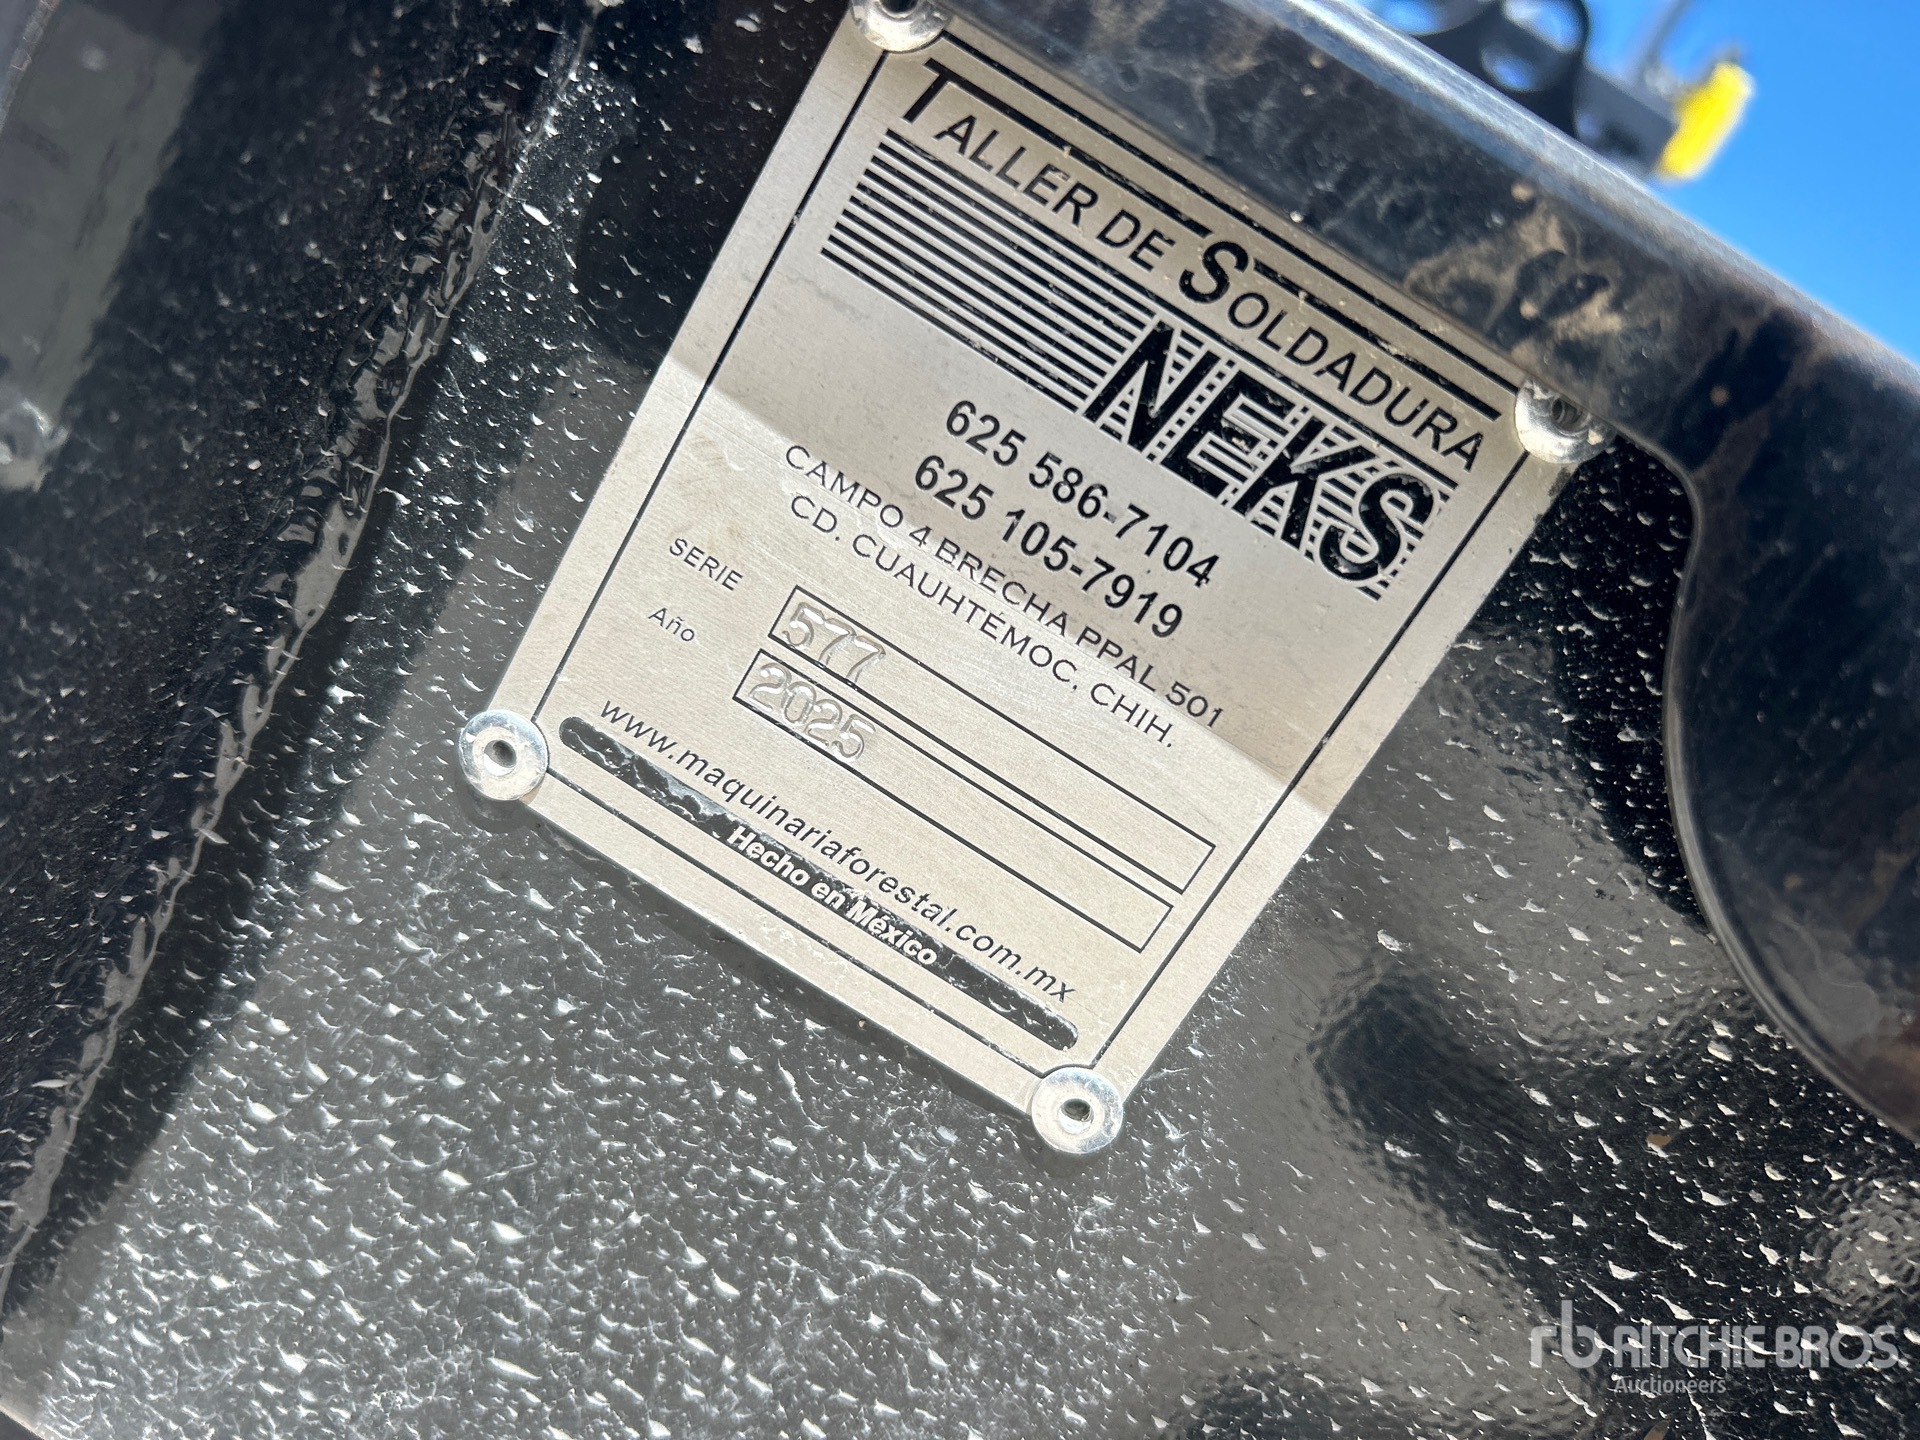 TALLER DE SOLDADURA
NEKS
625 586-7104
625 105-7919
CAMPO 4 BRECHA PPAL 501
CD. CUAUHTÉMOC, CHIH.
SERIE 577
Año 2025
www.maquinariaforestal.com.mx
Hecho en México
rb RITCHIE BROS.
Auctioneers